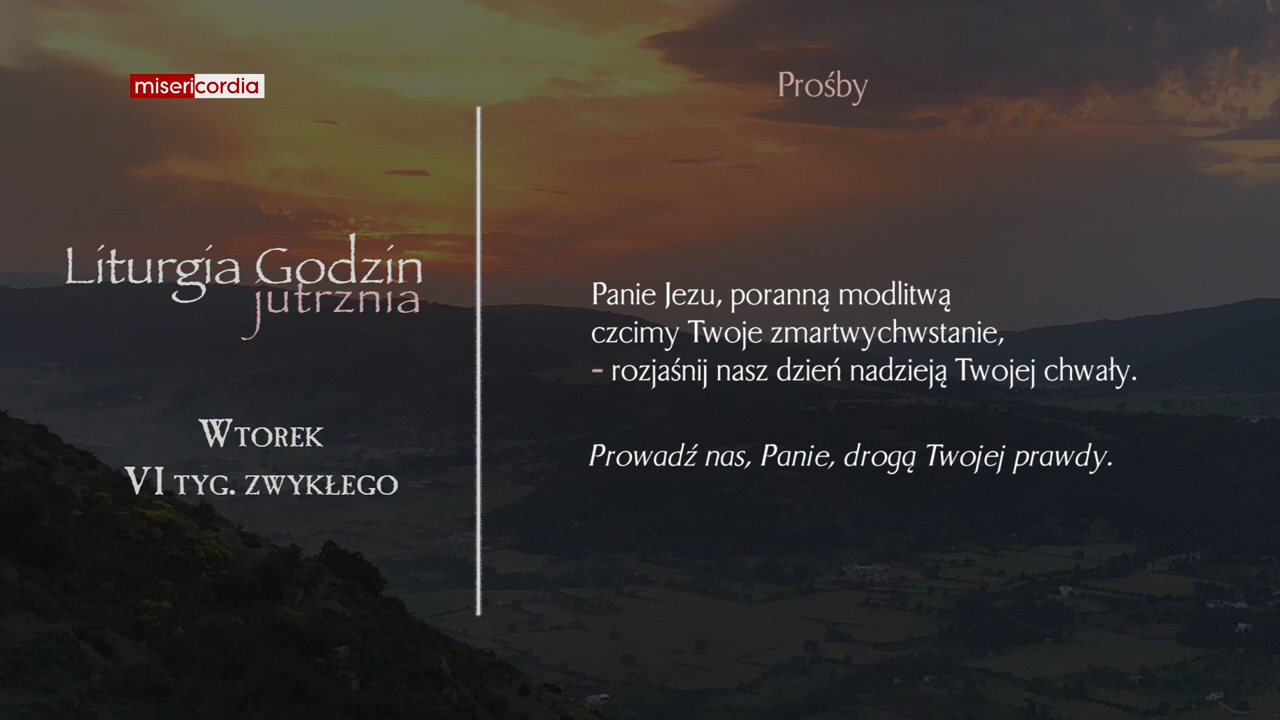 misericordia
Liturgia Godzin
jutrznia
Wtorek
VI tyg. zwykłego
Prośby
Panie Jezu, poranną modlitwą
czcimy Twoje zmartwychwstanie,
- rozjaśnij nasz dzień nadzieją Twojej chwały.
Prowadź nas, Panie, drogą Twojej prawdy.